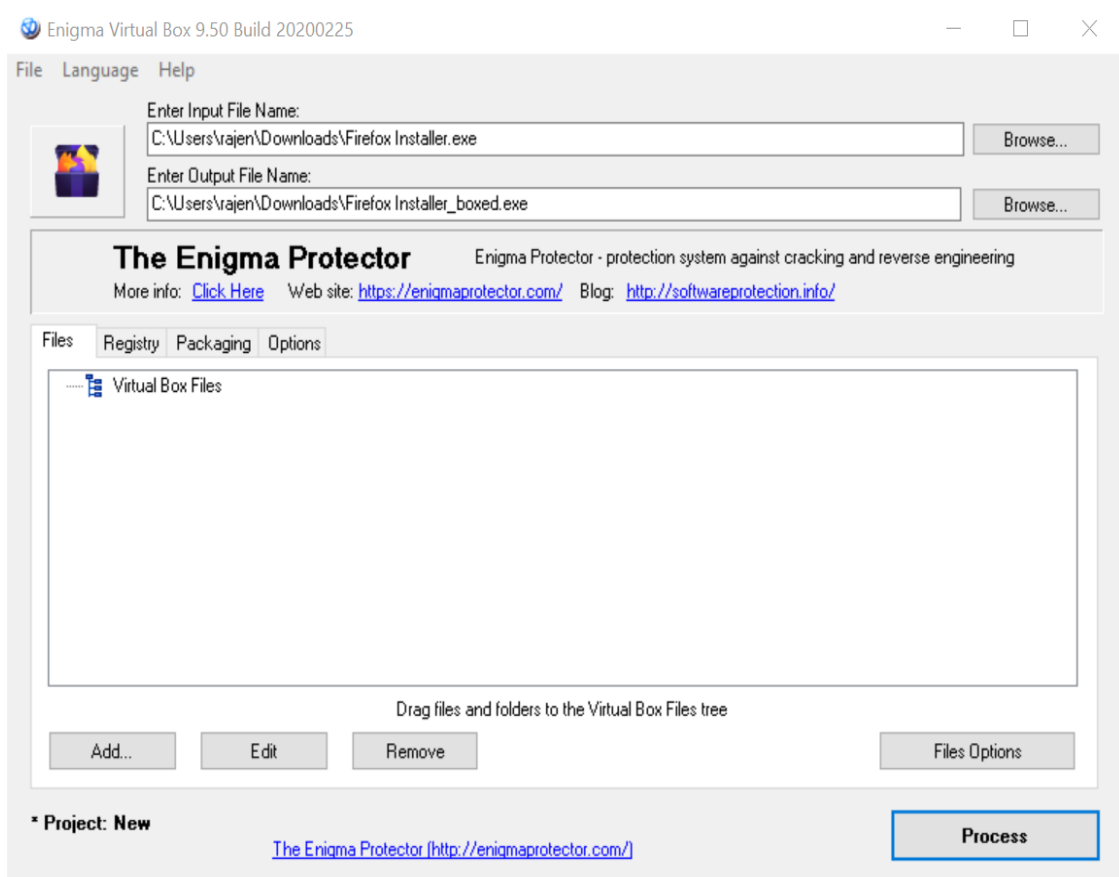 Enigma Virtual Box 9.50 Build 20200225
File Language Help
Enter Input File Name:
C:\Users\rajen\Downloads\Firefox Installer.exe
Browse...
Enter Output File Name:
C:\Users\rajen\Downloads\Firefox Installer_boxed.exe
Browse...
The Enigma Protector
Enigma Protector - protection system against cracking and reverse engineering
More info: Click Here Web site: https://enigmaprotector.com/ Blog: http://softwareprotection.info/
Files Registry Packaging Options
Virtual Box Files
Drag files and folders to the Virtual Box Files tree
Add... Edit Remove Files Options
* Project: New
Process
The Enigma Protector (http://enigmaprotector.com/)